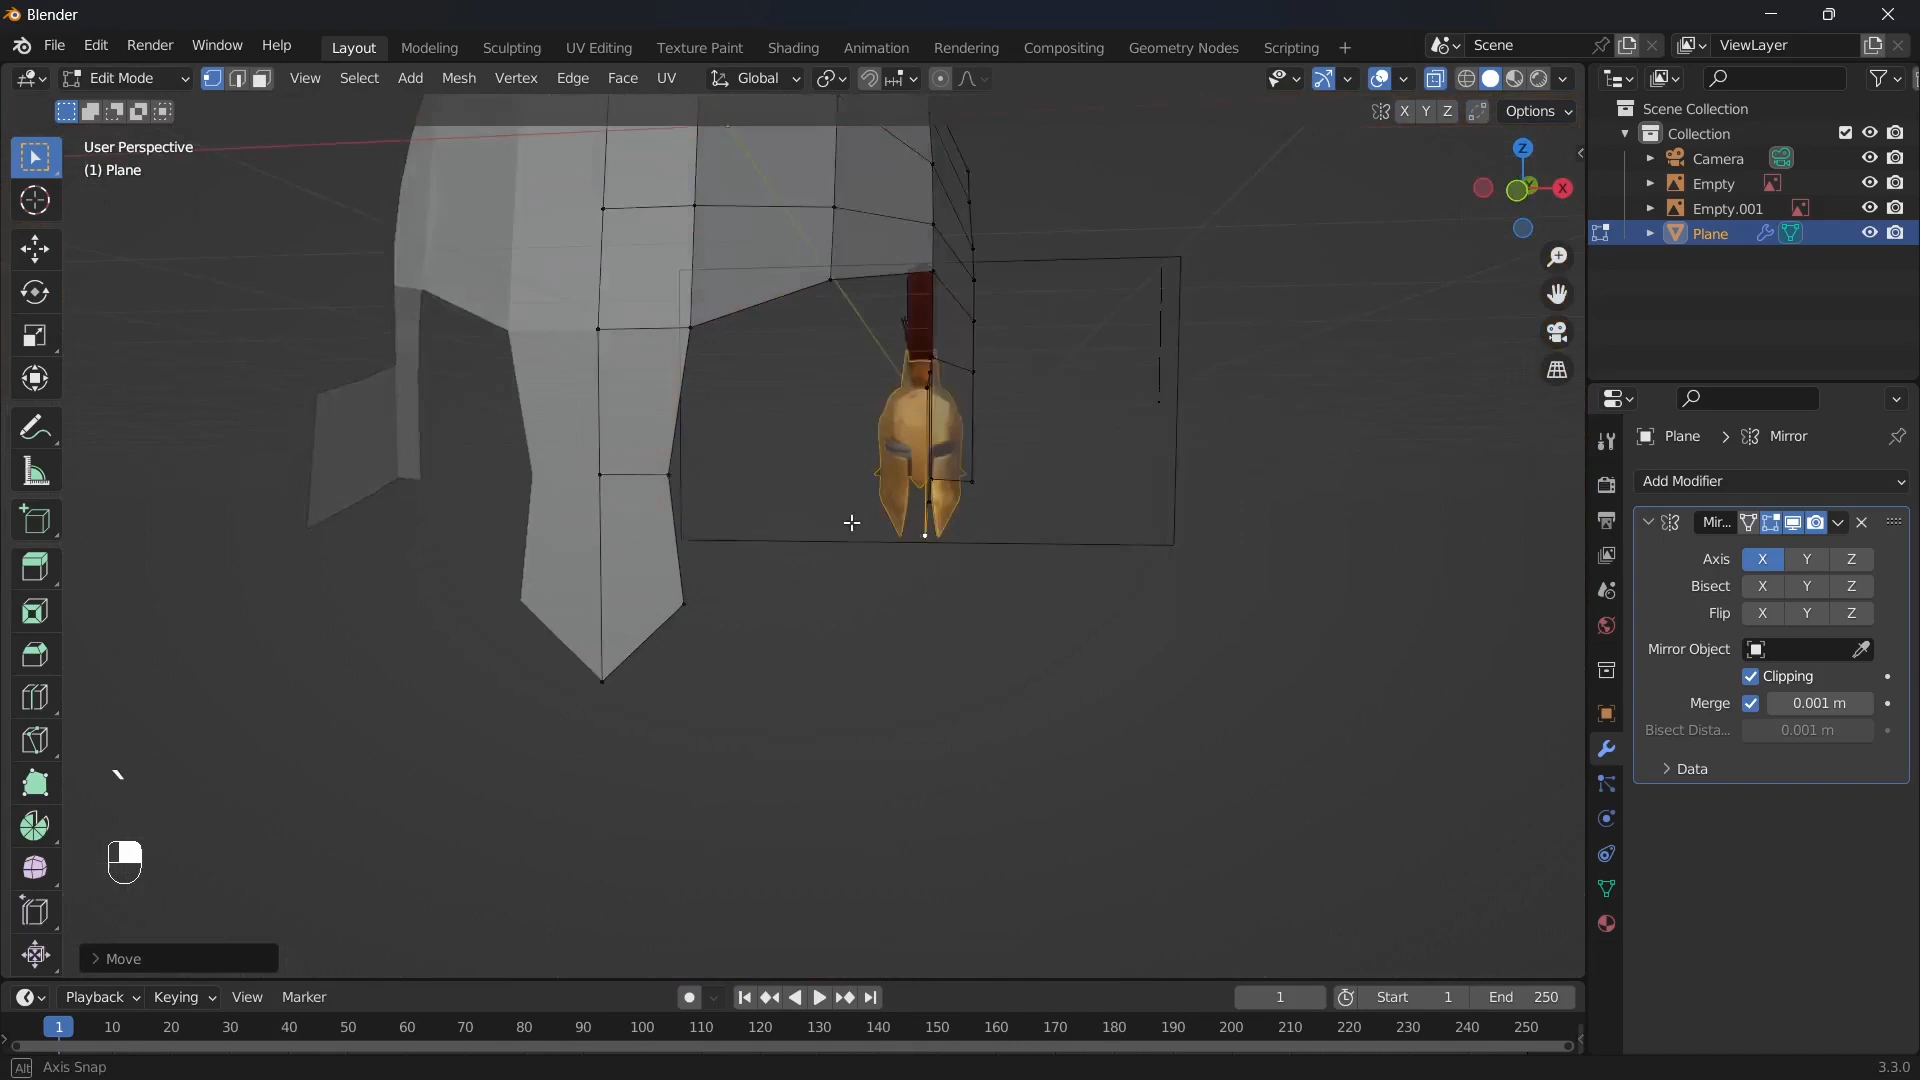 Blender
File Edit Render Window Help Layout Modeling Sculpting UV Editing Texture Paint Shading Animation Rendering Compositing Geometry Nodes Scripting + Scene ViewLayer
Edit Mode View Select Add Mesh Vertex Edge Face UV Global
X Y Z Options
User Perspective
(1) Plane
Z
X
Scene Collection
Collection
Camera
Empty
Empty.001
Plane
Plane > Mirror
Add Modifier
Mir...
Axis X Y Z
Bisect X Y Z
Flip X Y Z
Mirror Object
Clipping
Merge 0.001 m
Bisect Dista... 0.001 m
Data
Move
Playback Keying View Marker 1 Start 1 End 250
1 10 20 30 40 50 60 70 80 90 100 110 120 130 140 150 160 170 180 190 200 210 220 230 240 250
Alt Axis Snap 3.3.0